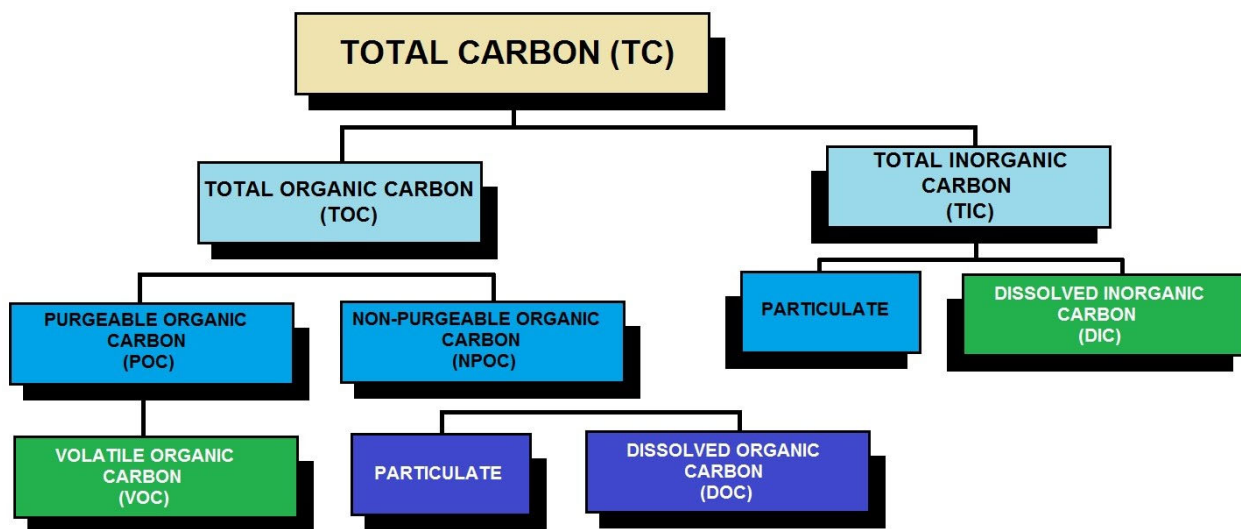 TOTAL CARBON (TC)
TOTAL ORGANIC CARBON
(TOC)
TOTAL INORGANIC
CARBON
(TIC)
PURGEABLE ORGANIC
CARBON
(POC)
NON-PURGEABLE ORGANIC
CARBON
(NPOC)
PARTICULATE
DISSOLVED INORGANIC
CARBON
(DIC)
VOLATILE ORGANIC
CARBON
(VOC)
PARTICULATE
DISSOLVED ORGANIC
CARBON
(DOC)